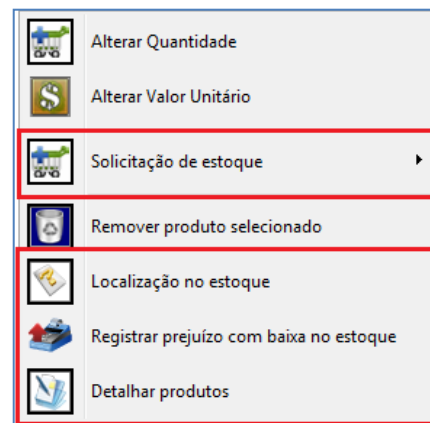 Alterar Quantidade
Alterar Valor Unitário
Solicitação de estoque
Remover produto selecionado
Localização no estoque
Registrar prejuízo com baixa no estoque
Detalhar produtos